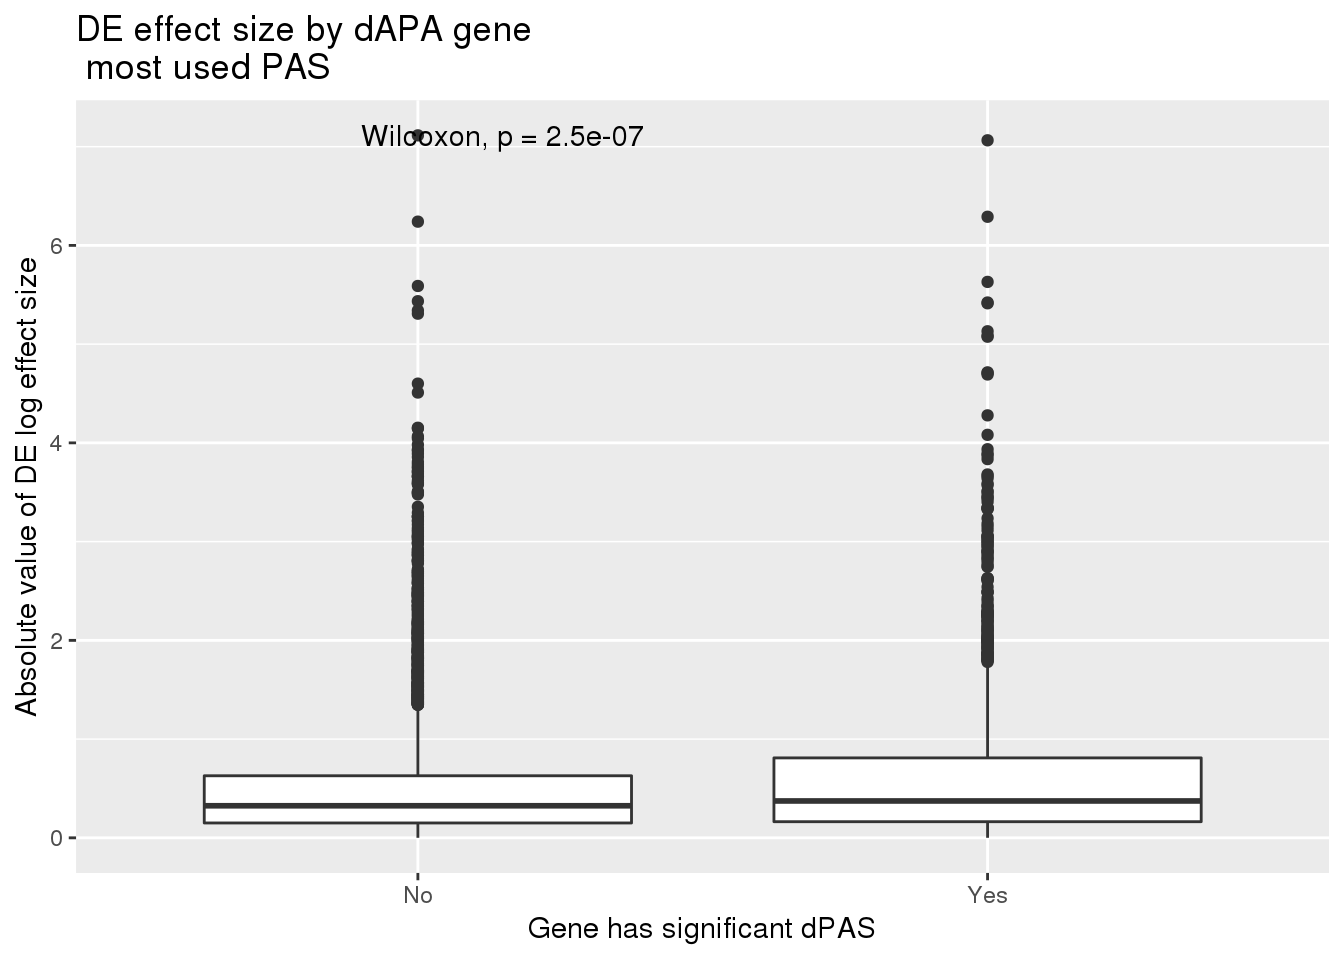 DE effect size by dAPA gene
most used PAS
Wilcoxon, p = 2.5e-07
Absolute value of DE log effect size
6
4
2
0
No
Yes
Gene has significant dPAS